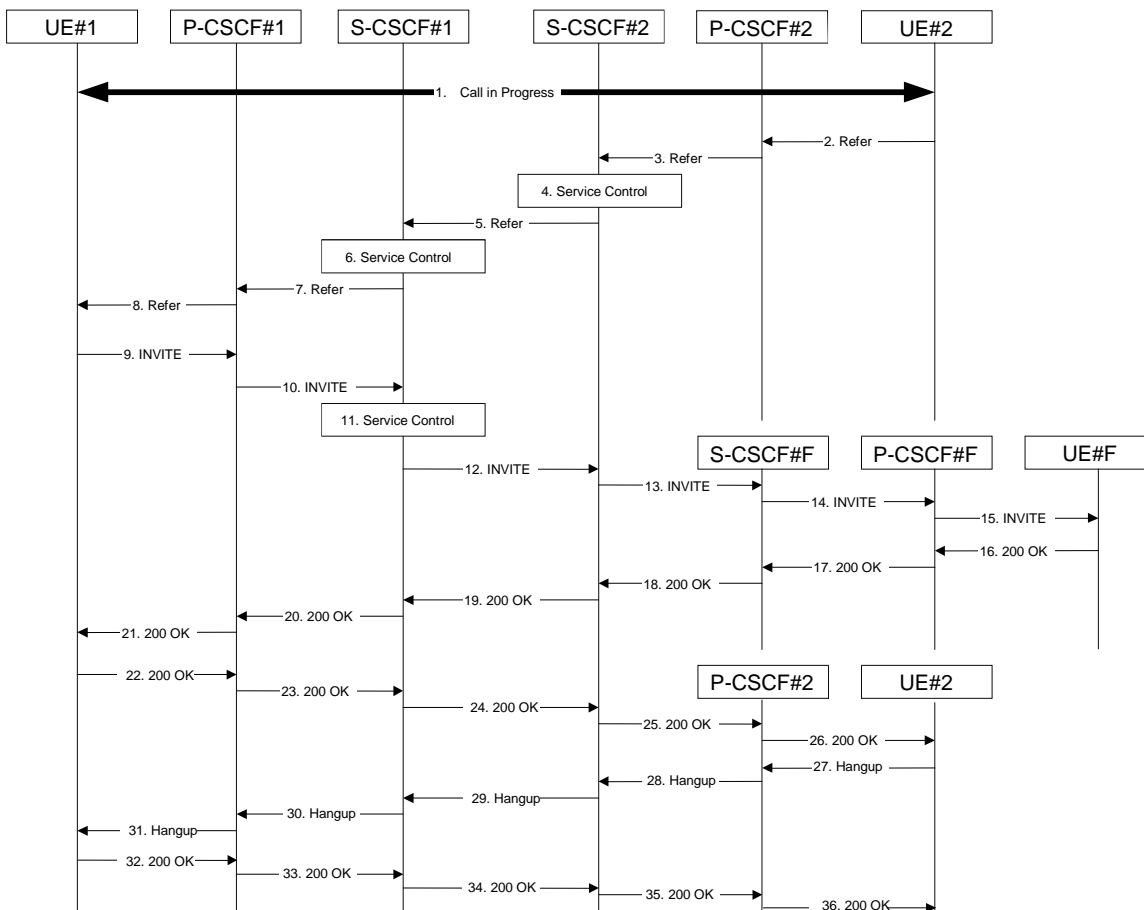 UE#1
P-CSCF#1
S-CSCF#1
S-CSCF#2
P-CSCF#2
UE#2
1. Call in Progress
2. Refer
3. Refer
4. Service Control
5. Refer
6. Service Control
7. Refer
8. Refer
9. INVITE
10. INVITE
11. Service Control
S-CSCF#F
P-CSCF#F
UE#F
12. INVITE
13. INVITE
14. INVITE
15. INVITE
16. 200 OK
17. 200 OK
18. 200 OK
19. 200 OK
20. 200 OK
21. 200 OK
22. 200 OK
P-CSCF#2
UE#2
23. 200 OK
24. 200 OK
25. 200 OK
26. 200 OK
27. Hangup
28. Hangup
29. Hangup
30. Hangup
31. Hangup
32. 200 OK
33. 200 OK
34. 200 OK
35. 200 OK
36. 200 OK